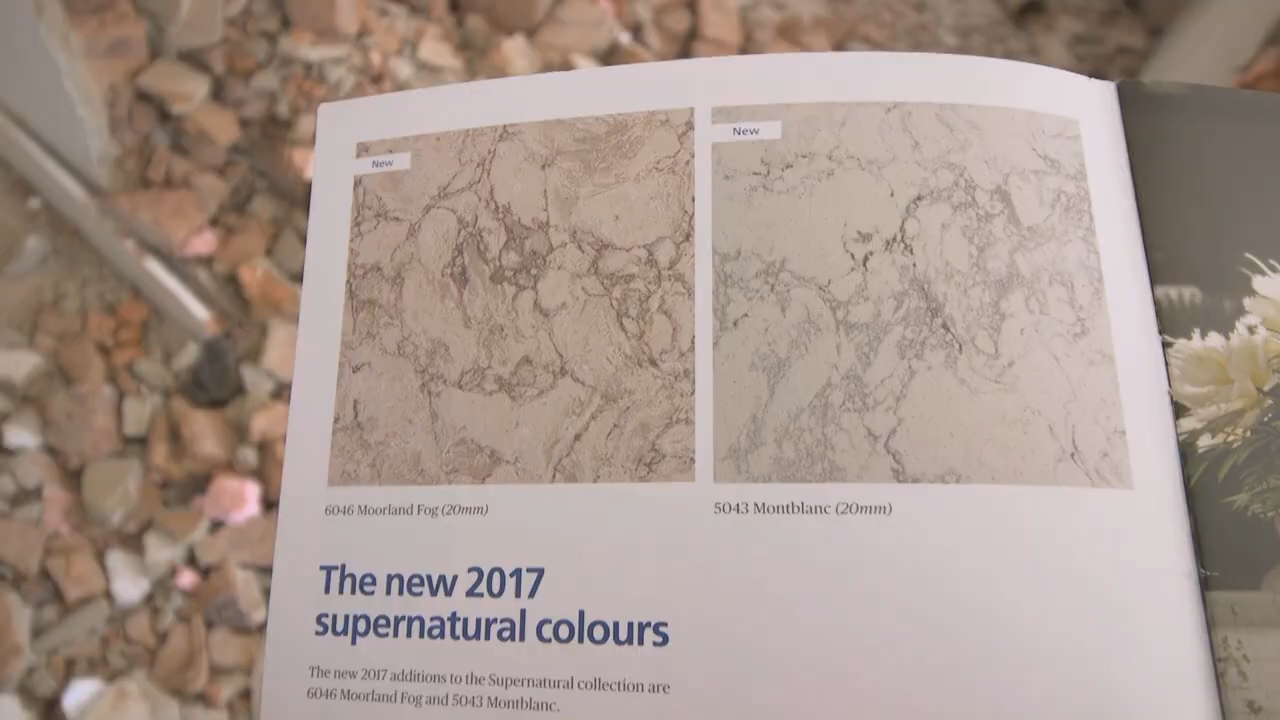 New
New
6046 Moorland Fog (20mm)
5043 Montblanc (20mm)
The new 2017
supernatural colours
The new 2017 additions to the Supernatural collection are
6046 Moorland Fog and 5043 Montblanc.